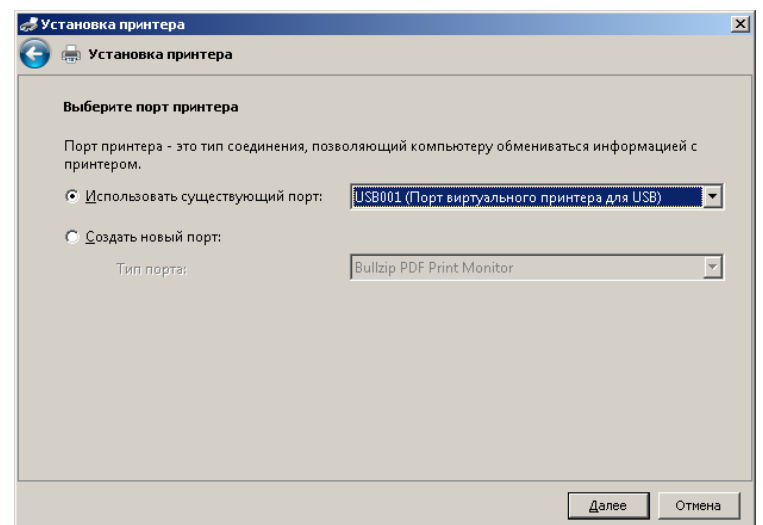 Установка принтера
Установка принтера
Выберите порт принтера
Порт принтера - это тип соединения, позволяющий компьютеру обмениваться информацией с
принтером.
Использовать существующий порт: USB001 (Порт виртуального принтера для USB)
Создать новый порт:
Тип порта: Bullzip PDF Print Monitor
Далее Отмена